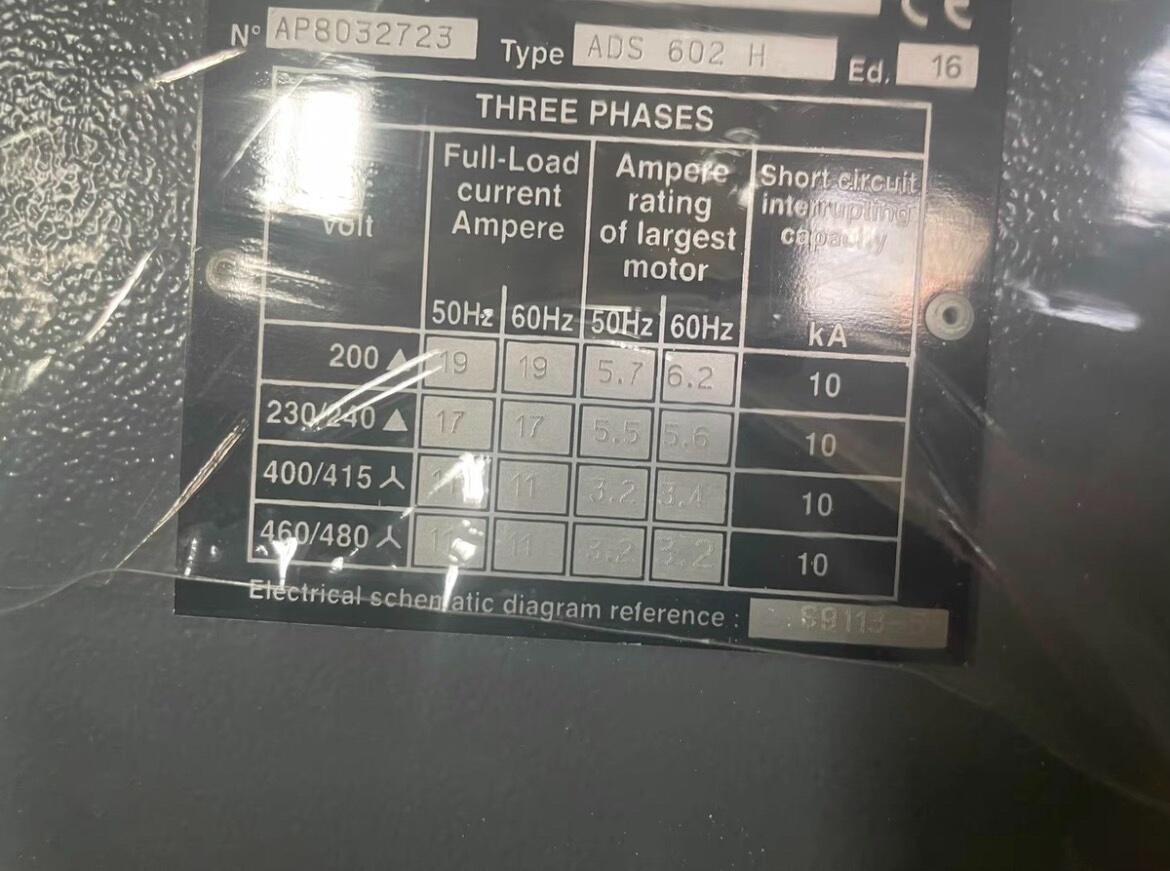 N° AP8032723 Type ADS 602 H Ed. 16
THREE PHASES
Volt
Full-Load
current
Ampere
Ampere
rating
of largest
motor
Short circuit
interrupting
capacity
kA
50Hz 60Hz 50Hz 60Hz
200 ▲ 19 19 5.7 6.2 10
230/240 ▲ 17 17 5.5 5.6 10
400/415 ⅄ 11 3.2 3.4 10
460/480 ⅄ 11 3.2 3.2 10
Electrical schematic diagram reference :